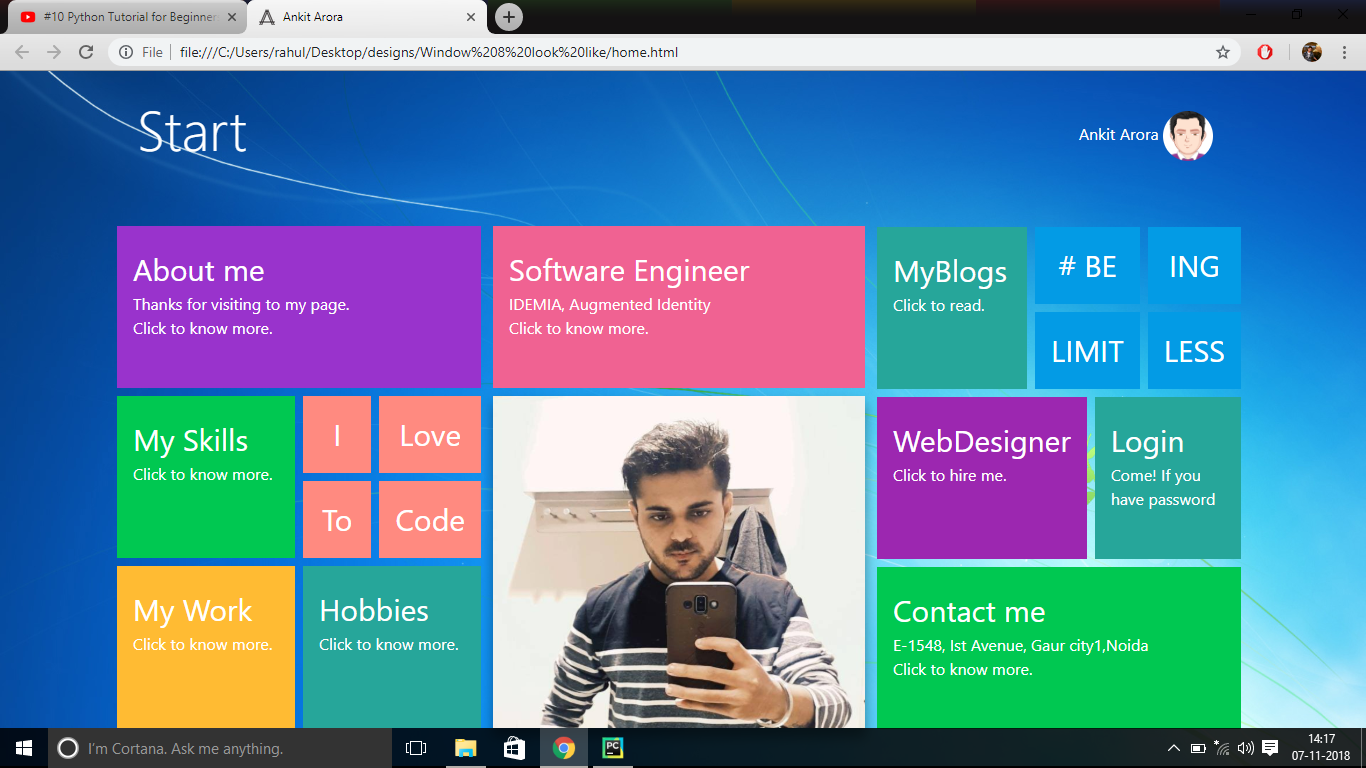 #10 Python Tutorial for Beginner
Ankit Arora
File
file:///C:/Users/rahul/Desktop/designs/Window%208%20look%20like/home.html
Start
Ankit Arora
About me
Thanks for visiting to my page.
Click to know more.
Software Engineer
IDEMIA, Augmented Identity
Click to know more.
MyBlogs
Click to read.
# BE
ING
LIMIT
LESS
My Skills
Click to know more.
I
Love
To
Code
WebDesigner
Click to hire me.
Login
Come! If you
have password
My Work
Click to know more.
Hobbies
Click to know more.
Contact me
E-1548, Ist Avenue, Gaur city1,Noida
Click to know more.
I'm Cortana. Ask me anything.
PC
14:17
07-11-2018